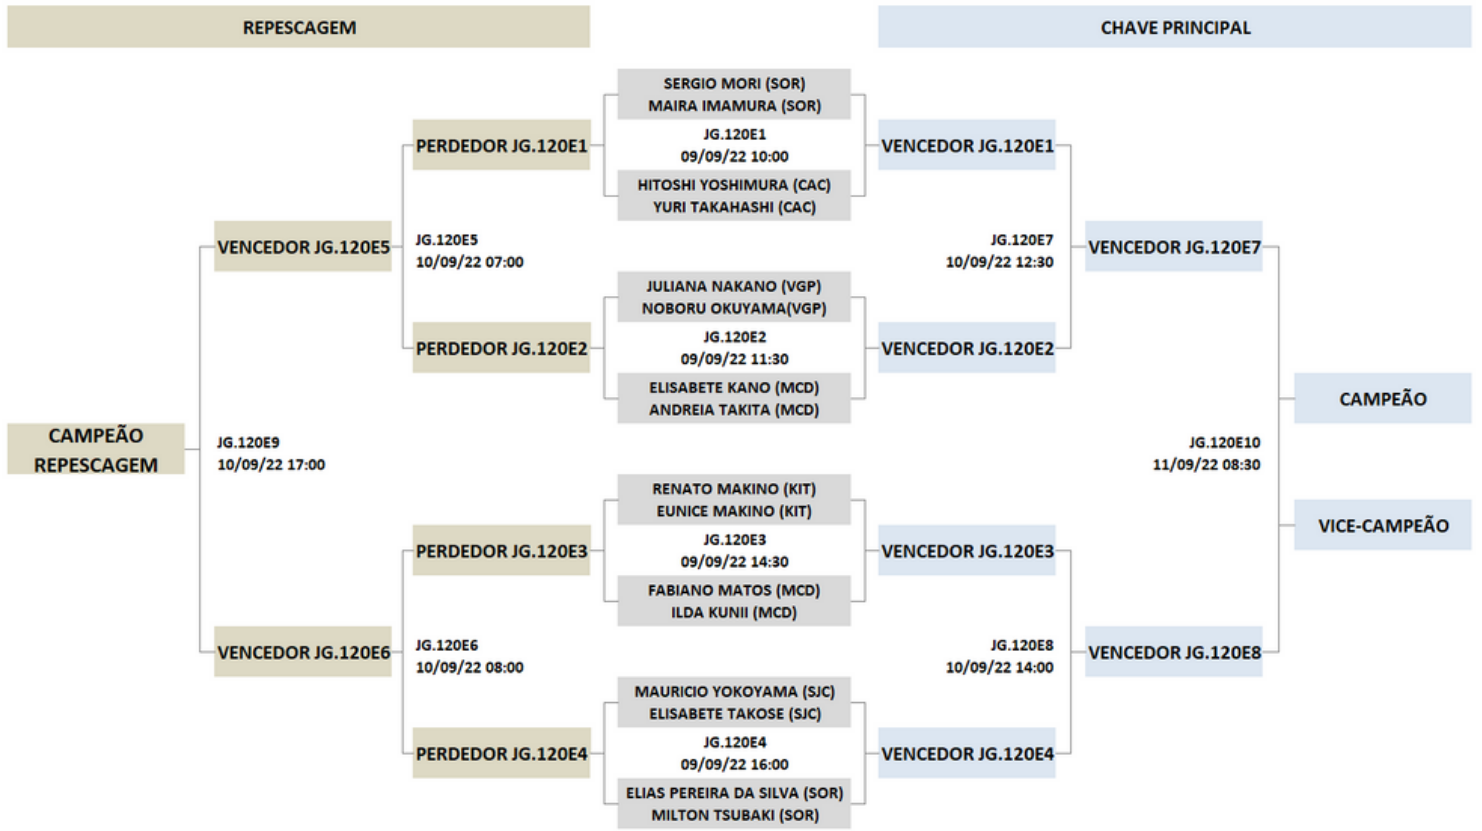 REPESCAGEM
CHAVE PRINCIPAL
SERGIO MORI (SOR)
MAIRA IMAMURA (SOR)
PERDEDOR JG.120E1
JG.120E1
09/09/22 10:00
VENCEDOR JG.120E1
HITOSHI YOSHIMURA (CAC)
YURI TAKAHASHI (CAC)
VENCEDOR JG.120E5
JG.120E5
10/09/22 07:00
JG.120E7
10/09/22 12:30
VENCEDOR JG.120E7
JULIANA NAKANO (VGP)
NOBORU OKUYAMA(VGP)
PERDEDOR JG.120E2
JG.120E2
09/09/22 11:30
VENCEDOR JG.120E2
ELISABETE KANO (MCD)
ANDREIA TAKITA (MCD)
CAMPEÃO
CAMPEÃO
REPESCAGEM
JG.120E9
10/09/22 17:00
JG.120E10
11/09/22 08:30
RENATO MAKINO (KIT)
EUNICE MAKINO (KIT)
VICE-CAMPEÃO
PERDEDOR JG.120E3
JG.120E3
09/09/22 14:30
VENCEDOR JG.120E3
FABIANO MATOS (MCD)
ILDA KUNII (MCD)
VENCEDOR JG.120E6
JG.120E6
10/09/22 08:00
JG.120E8
10/09/22 14:00
VENCEDOR JG.120E8
MAURICIO YOKOYAMA (SJC)
ELISABETE TAKOSE (SJC)
PERDEDOR JG.120E4
JG.120E4
09/09/22 16:00
VENCEDOR JG.120E4
ELIAS PEREIRA DA SILVA (SOR)
MILTON TSUBAKI (SOR)